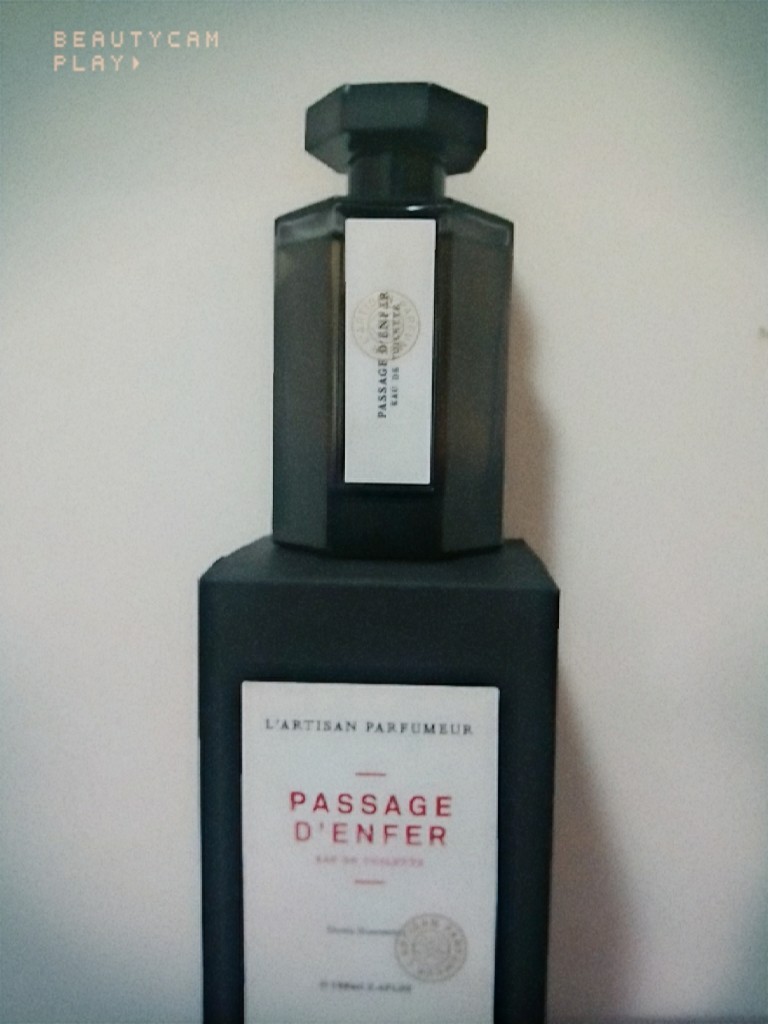 BEAUTYCAM
PLAY
PASSAGE D'ENFER
EAU DE TOILETTE
L'ARTISAN PARFUMEUR
PASSAGE
D'ENFER
EAU DE TOILETTE